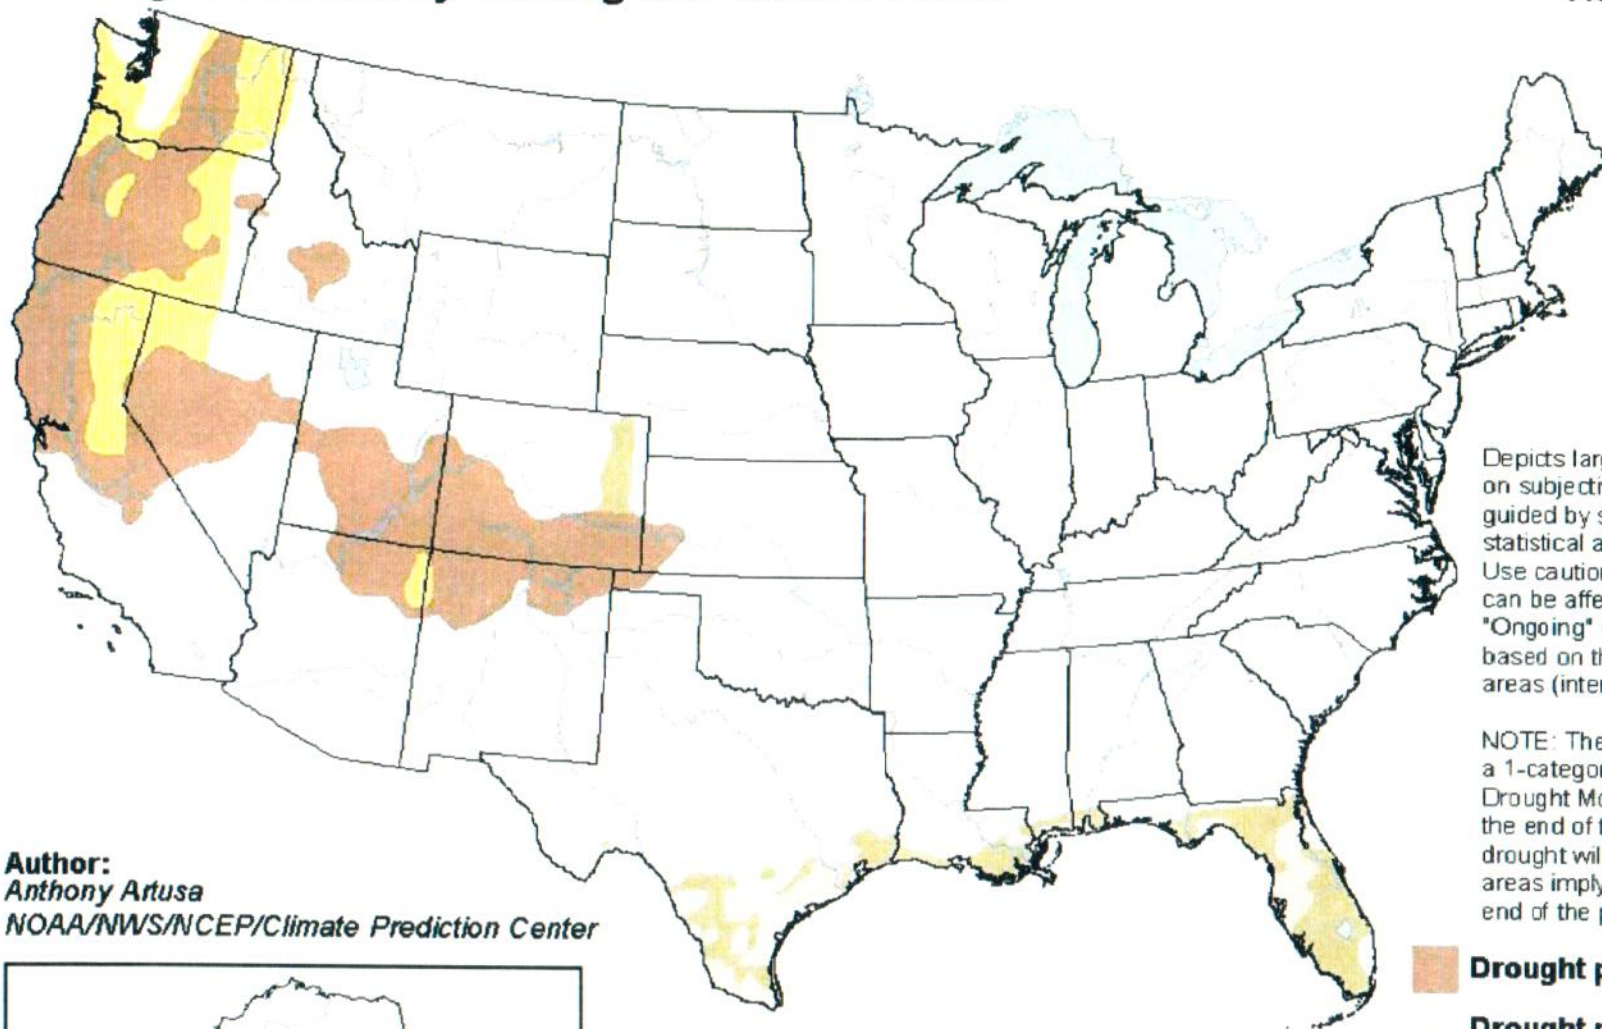 Author:
Anthony Artusa
NOAA/NWS/NCEP/Climate Prediction Center
Depicts larg
on subjecti
guided by s
statistical a
Use caution
can be affe
"Ongoing"
based on th
areas (inter
NOTE: The
a 1-categor
Drought Mo
the end of t
drought wil
areas imply
end of the p
Drought p